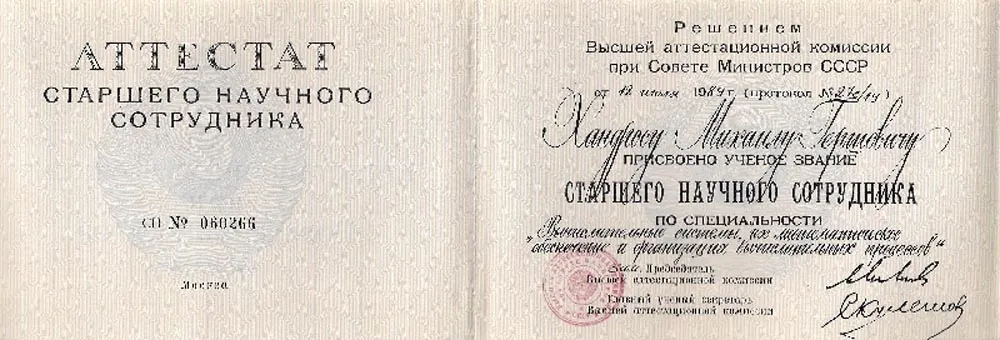 АТТЕСТАТ
СТАРШЕГО НАУЧНОГО
СОТРУДНИКА
СН № 060266
Москва
Решением
Высшей аттестационной комиссии
при Совете Министров СССР
от 12 июля 1984 г. (протокол №
Михаилу
ПРИСВОЕНО УЧЕНОЕ ЗВАНИЕ
СТАРШЕГО НАУЧНОГО СОТРУДНИКА
ПО СПЕЦИАЛЬНОСТИ
„Вычислительные системы, их математическое
обеспечение и организация вычислительных процессов“
Зам. Председатель
Высшей аттестационной комиссии
Главный ученый секретарь
Высшей аттестационной комиссии